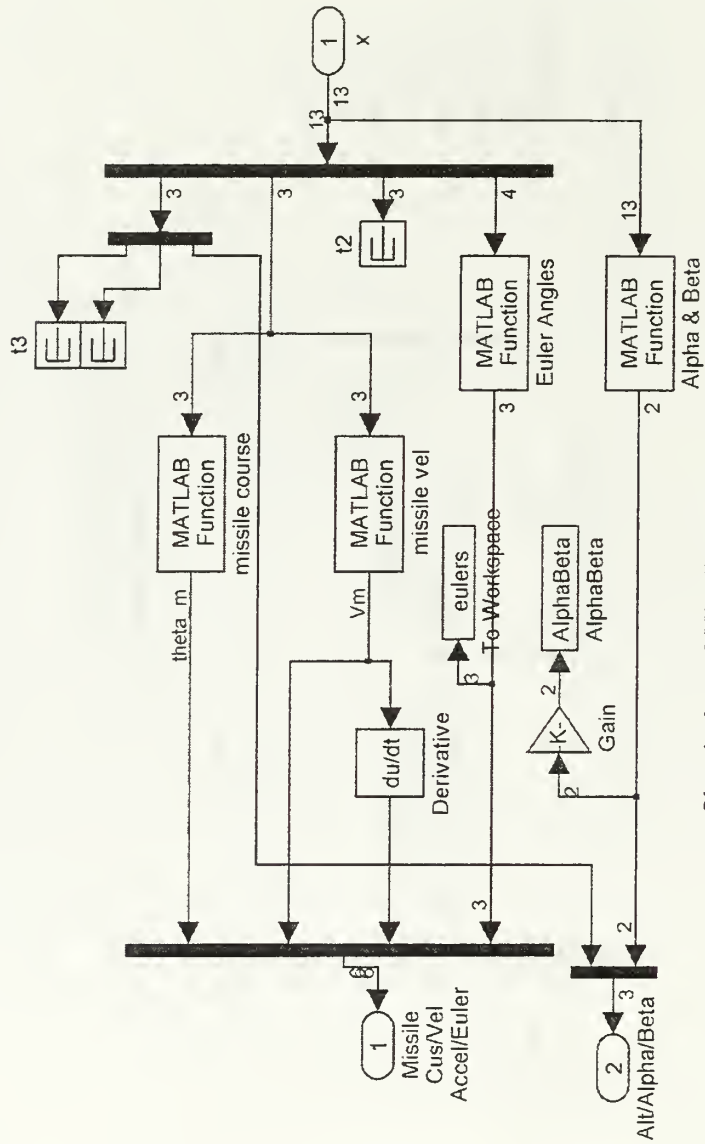 1
x
13
13
3
3
3
4
13
t3
t2
MATLAB
Function
Euler Angles
MATLAB
Function
Alpha & Beta
3
MATLAB
Function
missile course
3
MATLAB
Function
missile vel
3
2
theta_m
Vm
eulers
To Workspace
3
du/dt
Derivative
AlphaBeta
AlphaBeta
2
-K-
Gain
2
3
2
1
Missile
Cus/Vel
Accel/Euler
3
2
Alt/Alpha/Beta